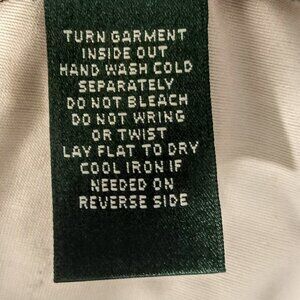 TURN GARMENT
INSIDE OUT
HAND WASH COLD
SEPARATELY
DO NOT BLEACH
DO NOT WRING
OR TWIST
LAY FLAT TO DRY
COOL IRON IF
NEEDED ON
REVERSE SIDE